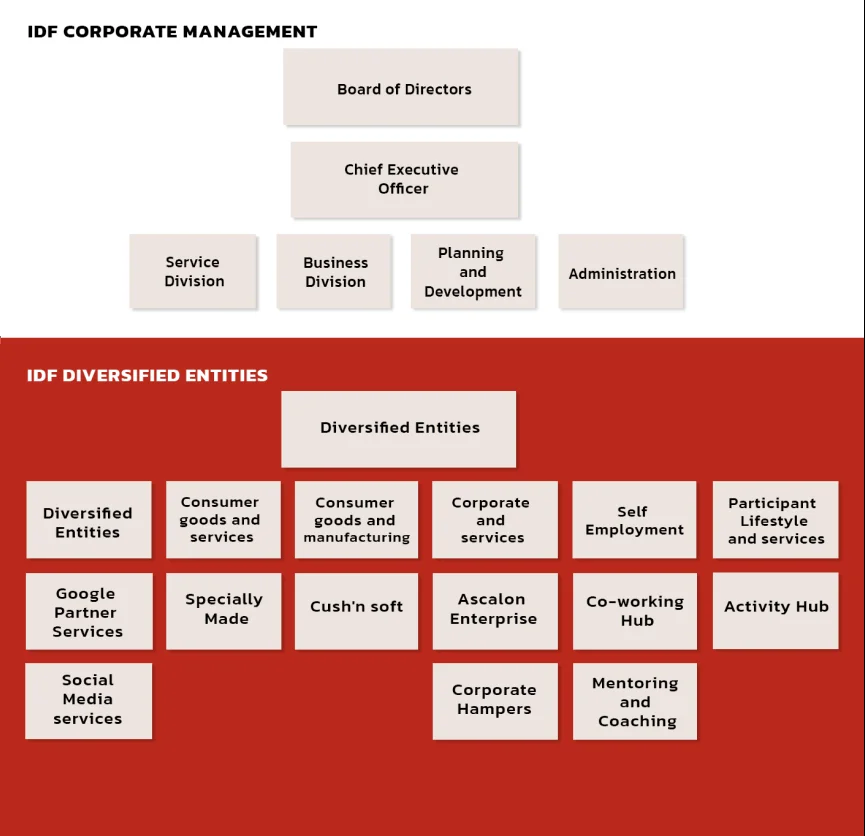 IDF CORPORATE MANAGEMENT
Board of Directors
Chief Executive
Officer
Service
Division
Business
Division
Planning
and
Development
Administration
IDF DIVERSIFIED ENTITIES
Diversified Entities
Diversified
Entities
Consumer
goods and
services
Consumer
goods and
manufacturing
Corporate
and
services
Self
Employment
Participant
Lifestyle
and services
Google
Partner
Services
Specially
Made
Cush'n soft
Ascalon
Enterprise
Co-working
Hub
Activity Hub
Social
Media
services
Corporate
Hampers
Mentoring
and
Coaching